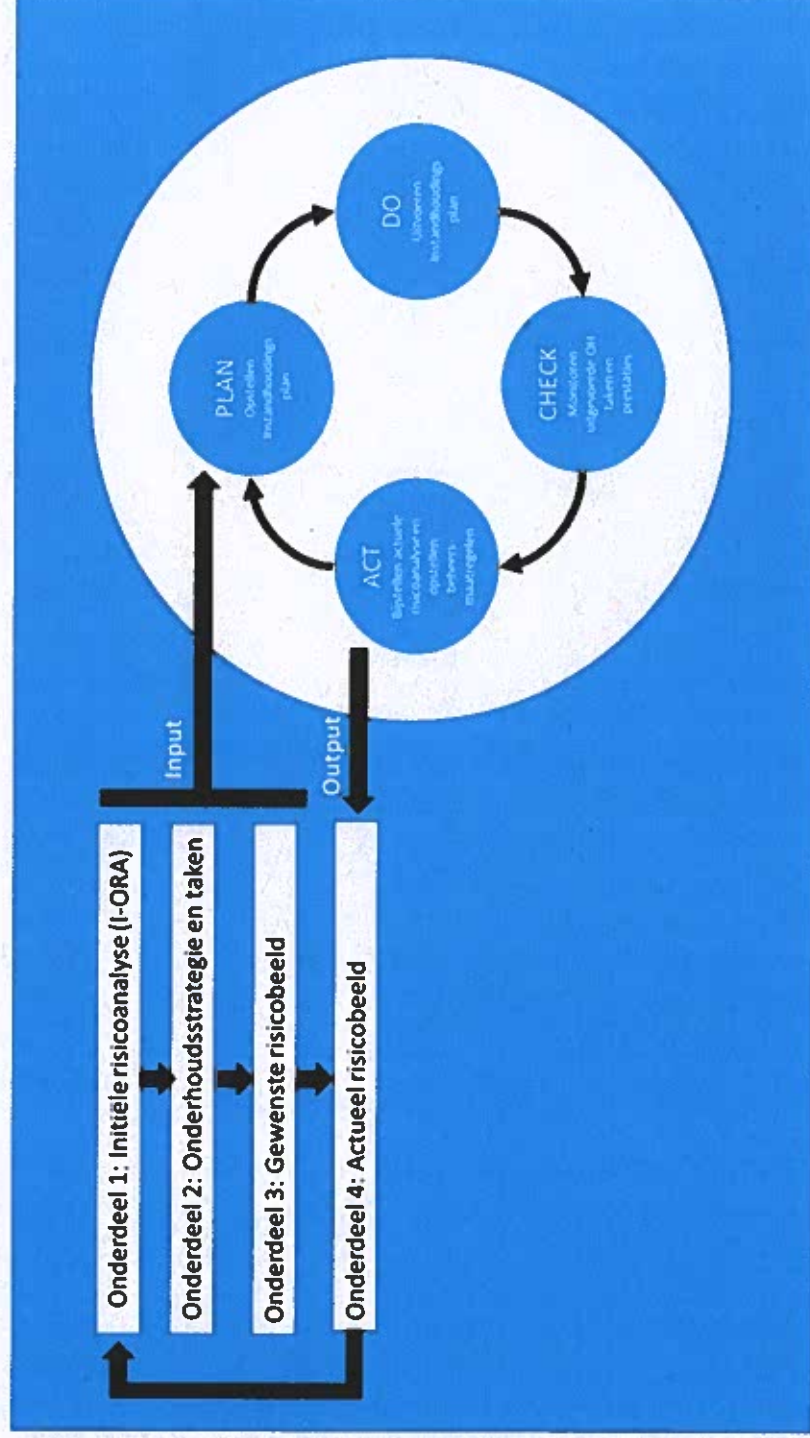 Onderdeel 1: Initiële risicoanalyse (I-ORA)
Onderdeel 2: Onderhoudsstrategie en taken
Onderdeel 3: Gewenste risicobeeld
Onderdeel 4: Actueel risicobeeld
Input
Output
PLAN
Opstellen
Instandhoudings
plan
DO
Uitvoeren
Instandhoudings
plan
CHECK
Monitoren
uitgevoerde OH
taken en
prestaties
ACT
Bijstellen actuele
risicoanalyse en
opstellen
beheers-
maatregelen